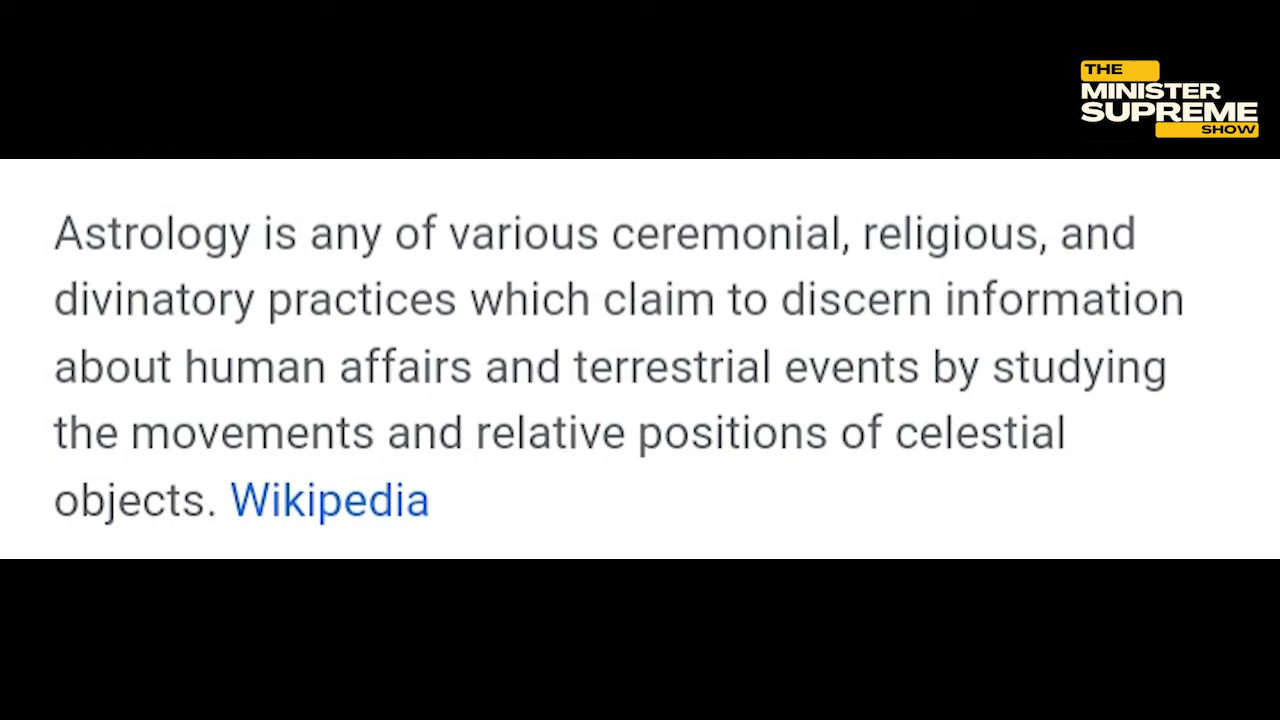 THE
MINISTER
SUPREME
SHOW
Astrology is any of various ceremonial, religious, and
divinatory practices which claim to discern information
about human affairs and terrestrial events by studying
the movements and relative positions of celestial
objects. Wikipedia